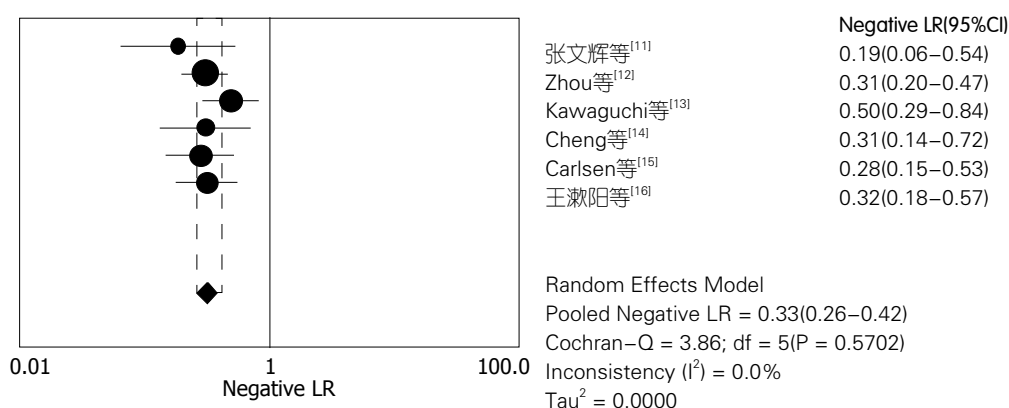 Negative LR(95%CI)
张文辉等[11] 0.19(0.06–0.54)
Zhou等[12] 0.31(0.20–0.47)
Kawaguchi等[13] 0.50(0.29–0.84)
Cheng等[14] 0.31(0.14–0.72)
Carlsen等[15] 0.28(0.15–0.53)
王漱阳等[16] 0.32(0.18–0.57)
Random Effects Model
Pooled Negative LR = 0.33(0.26–0.42)
Cochran–Q = 3.86; df = 5(P = 0.5702)
Inconsistency (I²) = 0.0%
Tau² = 0.0000
0.01 1 100.0
Negative LR